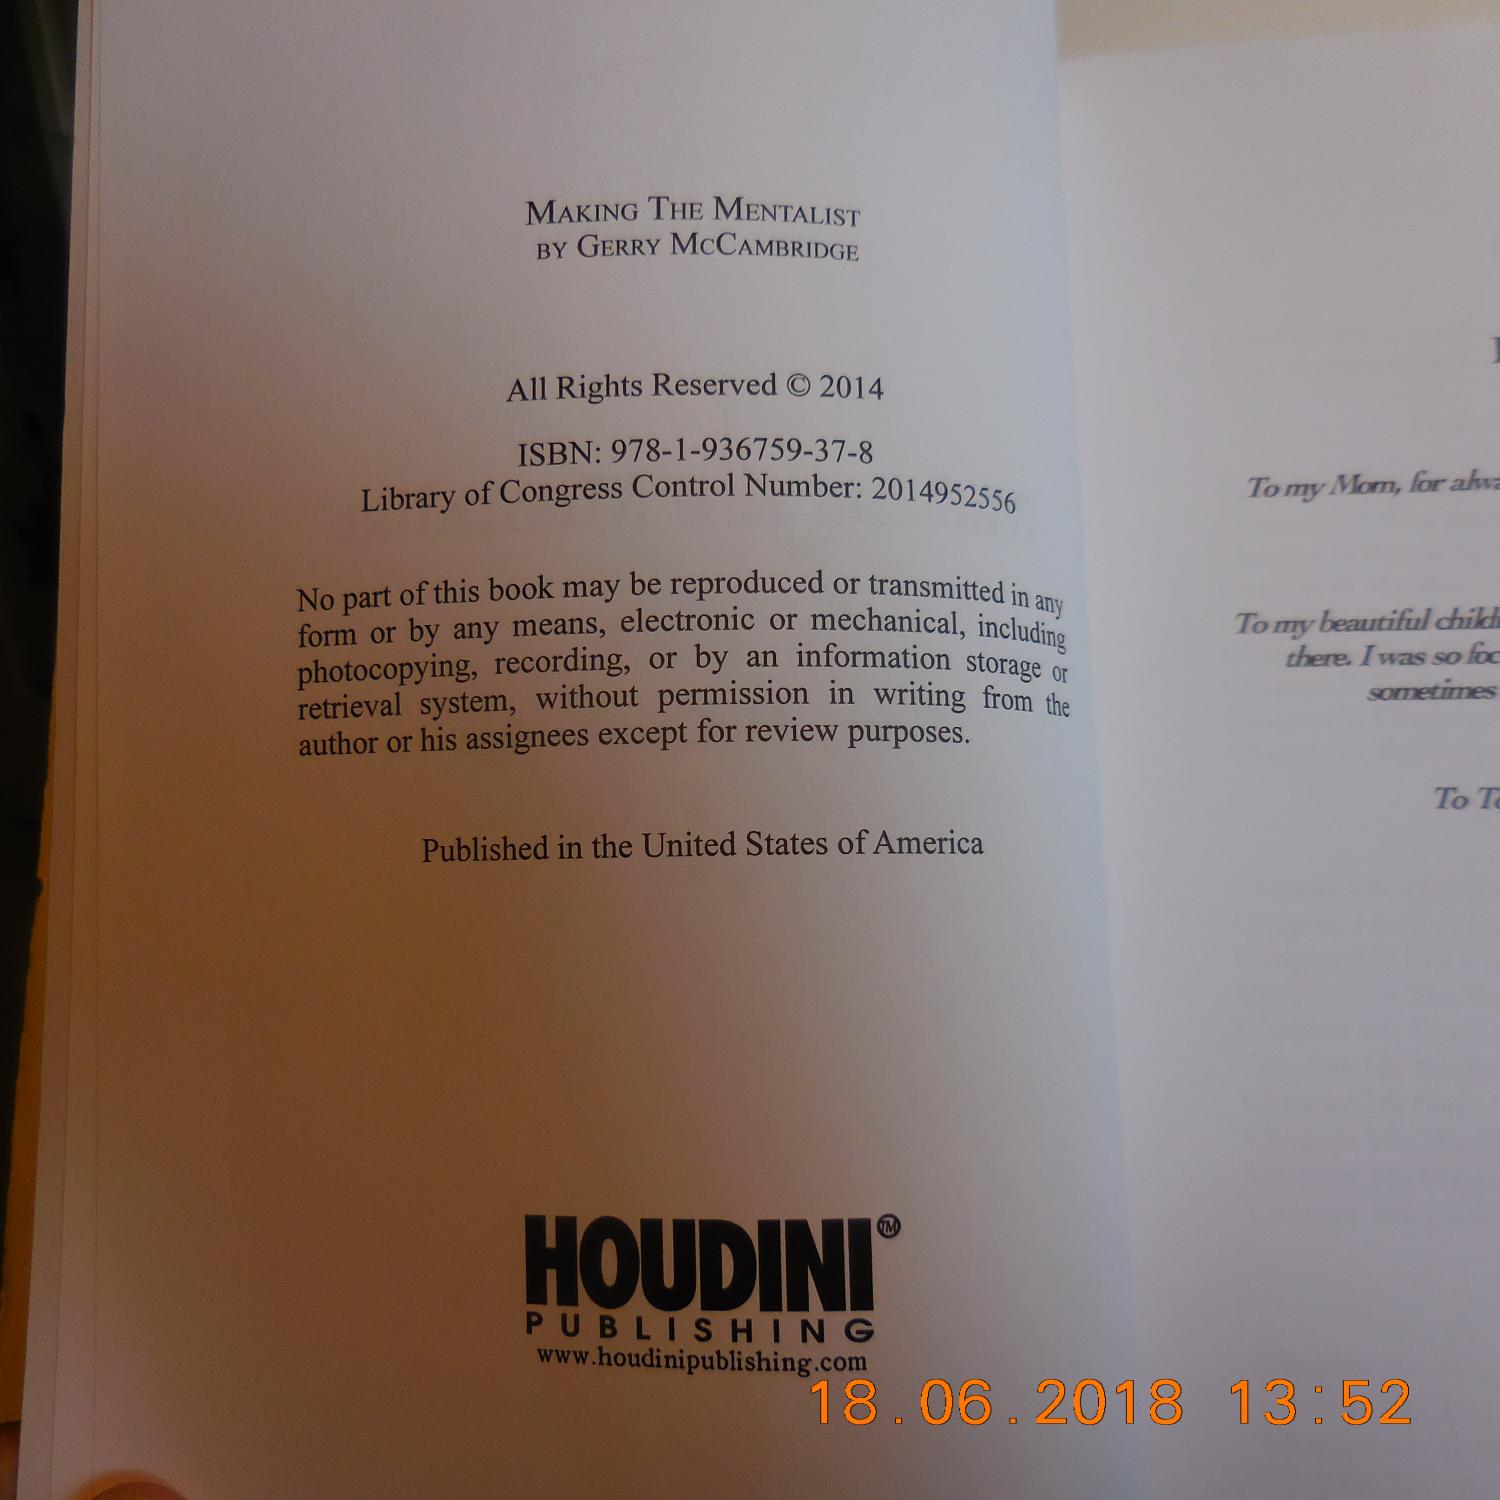 MAKING THE MENTALIST
BY GERRY MCCAMBRIDGE
All Rights Reserved © 2014
ISBN: 978-1-936759-37-8
Library of Congress Control Number: 2014952556
No part of this book may be reproduced or transmitted in any
form or by any means, electronic or mechanical, including
photocopying, recording, or by an information storage or
retrieval system, without permission in writing from the
author or his assignees except for review purposes.
Published in the United States of America
HOUDINI™
PUBLISHING
www.houdinipublishing.com
To my Mom, for
To my beautiful
there. I was so
sometimes
To
18.06.2018 13:52